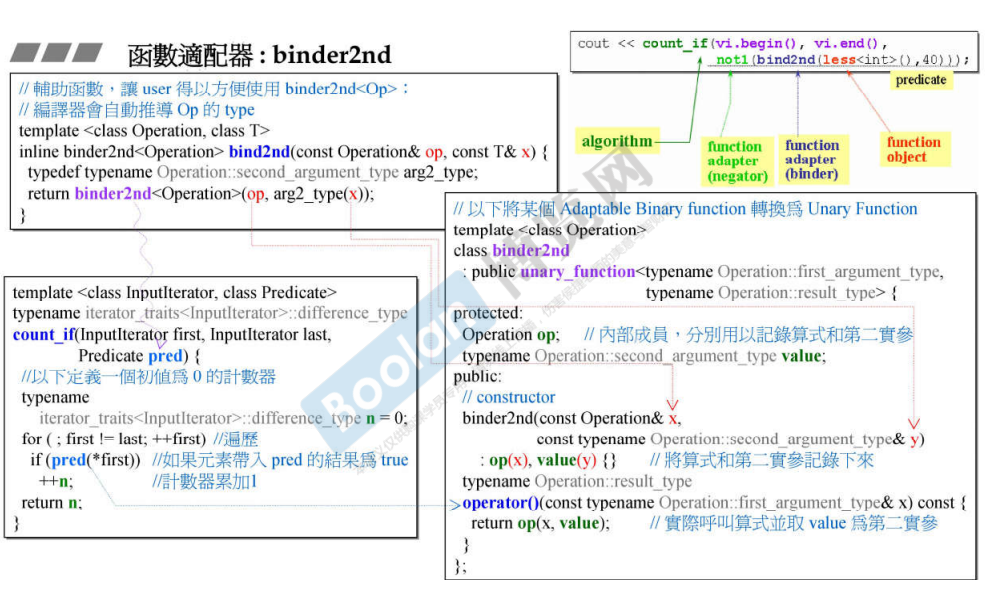 函數適配器 : binder2nd
cout << count_if(vi.begin(), vi.end(),
not1(bind2nd(less<int>(),40)));
predicate
algorithm
function
adapter
(negator)
function
adapter
(binder)
function
object
// 輔助函數，讓 user 得以方便使用 binder2nd<Op>：
// 編譯器會自動推導 Op 的 type
template <class Operation, class T>
inline binder2nd<Operation> bind2nd(const Operation& op, const T& x) {
typedef typename Operation::second_argument_type arg2_type;
return binder2nd<Operation>(op, arg2_type(x));
}
template <class InputIterator, class Predicate>
typename iterator_traits<InputIterator>::difference_type
count_if(InputIterator first, InputIterator last,
Predicate pred) {
//以下定義一個初值爲 0 的計數器
typename
iterator_traits<InputIterator>::difference_type n = 0;
for ( ; first != last; ++first) //遍歷
if (pred(*first)) //如果元素帶入 pred 的結果爲 true
++n; //計數器累加1
return n;
}
// 以下將某個 Adaptable Binary function 轉換爲 Unary Function
template <class Operation>
class binder2nd
: public unary_function<typename Operation::first_argument_type,
typename Operation::result_type> {
protected:
Operation op; // 內部成員，分別用以記錄算式和第二實參
typename Operation::second_argument_type value;
public:
// constructor
binder2nd(const Operation& x,
const typename Operation::second_argument_type& y)
: op(x), value(y) {} // 將算式和第二實參記錄下來
typename Operation::result_type
operator()(const typename Operation::first_argument_type& x) const {
return op(x, value); // 實際呼叫算式並取 value 爲第二實參
}
};
Boolan 博览网